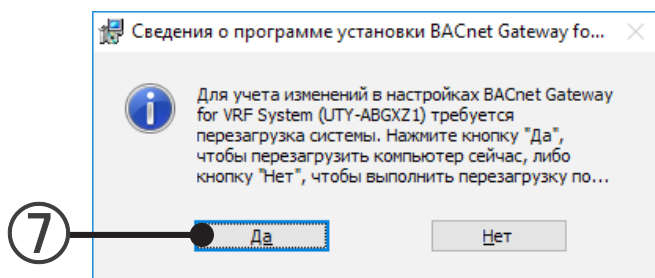 Сведения о программе установки BACnet Gateway fo...
Для учета изменений в настройках BACnet Gateway
for VRF System (UTY-ABGXZ1) требуется
перезагрузка системы. Нажмите кнопку "Да",
чтобы перезагрузить компьютер сейчас, либо
кнопку "Нет", чтобы выполнить перезагрузку по...
7 Да Нет